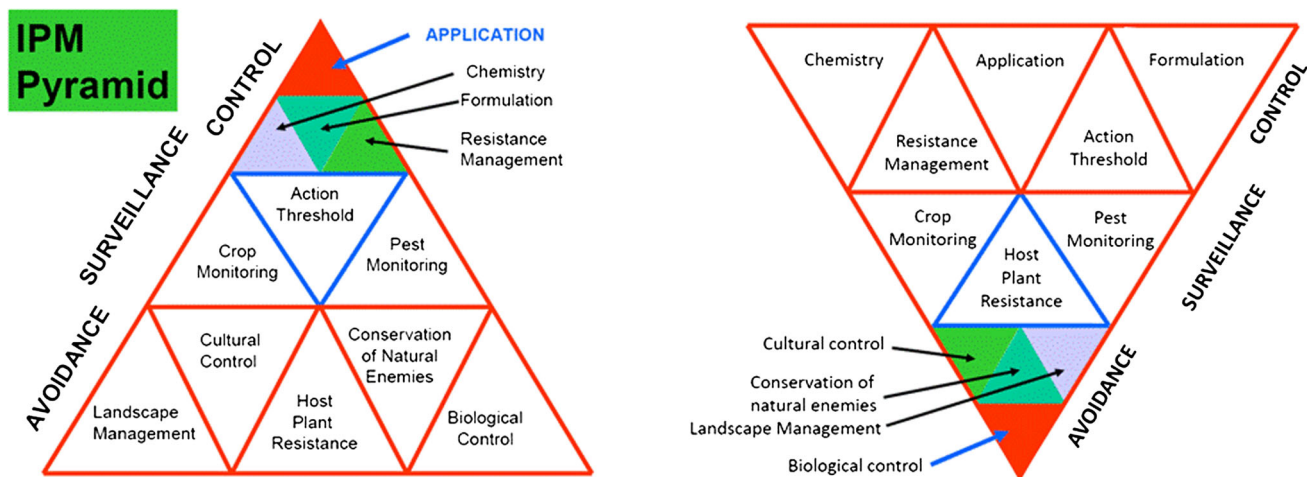 IPM
Pyramid
CONTROL
SURVEILLANCE
AVOIDANCE
APPLICATION
Chemistry
Formulation
Resistance
Management
Action
Threshold
Crop
Monitoring
Pest
Monitoring
Cultural
Control
Conservation
of Natural
Enemies
Landscape
Management
Host
Plant
Resistance
Biological
Control
Chemistry
Application
Formulation
Resistance
Management
Action
Threshold
CONTROL
Crop
Monitoring
Pest
Monitoring
Host
Plant
Resistance
SURVEILLANCE
Cultural control
Conservation of
natural enemies
Landscape Management
Biological control
AVOIDANCE